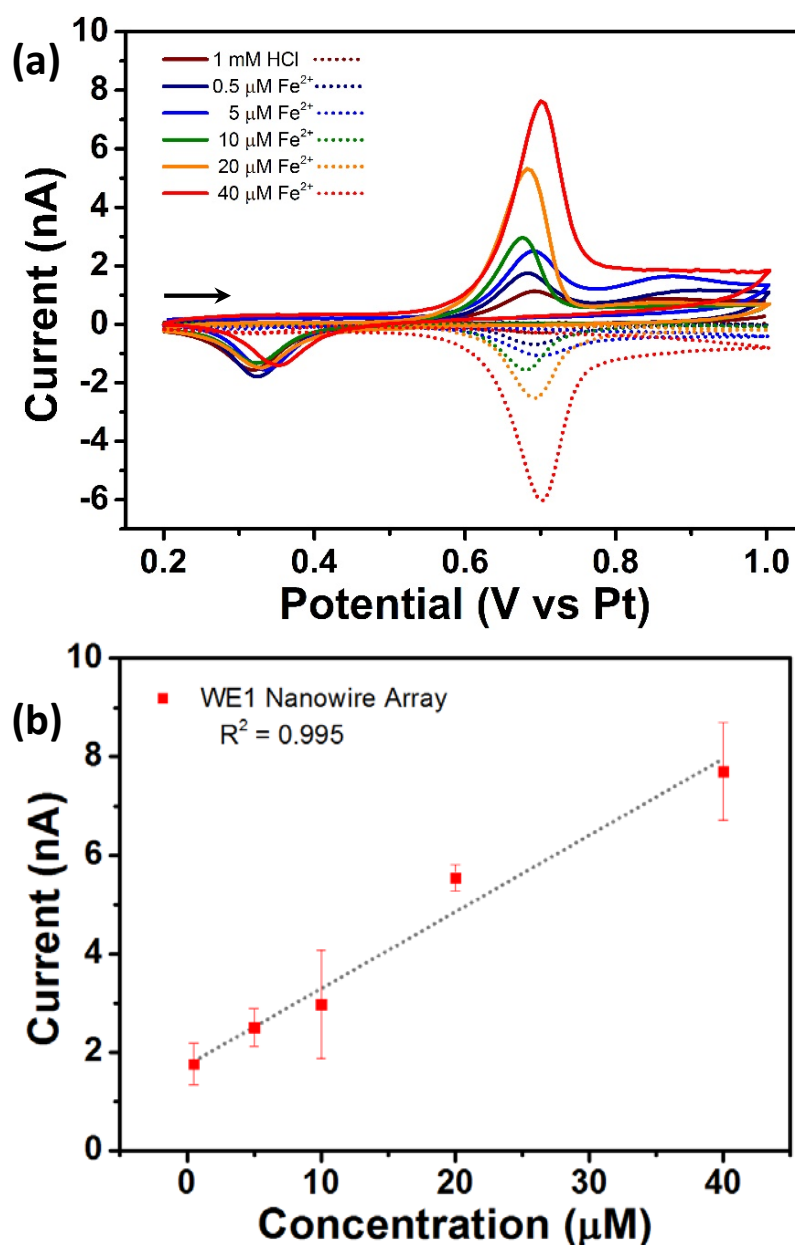 (a)
10
8
6
4
2
0
-2
-4
-6
Current (nA)
1 mM HCl
0.5 μM Fe²⁺
5 μM Fe²⁺
10 μM Fe²⁺
20 μM Fe²⁺
40 μM Fe²⁺
0.2 0.4 0.6 0.8 1.0
Potential (V vs Pt)
(b)
10
8
6
4
2
0
Current (nA)
WE1 Nanowire Array
R² = 0.995
0 10 20 30 40
Concentration (μM)